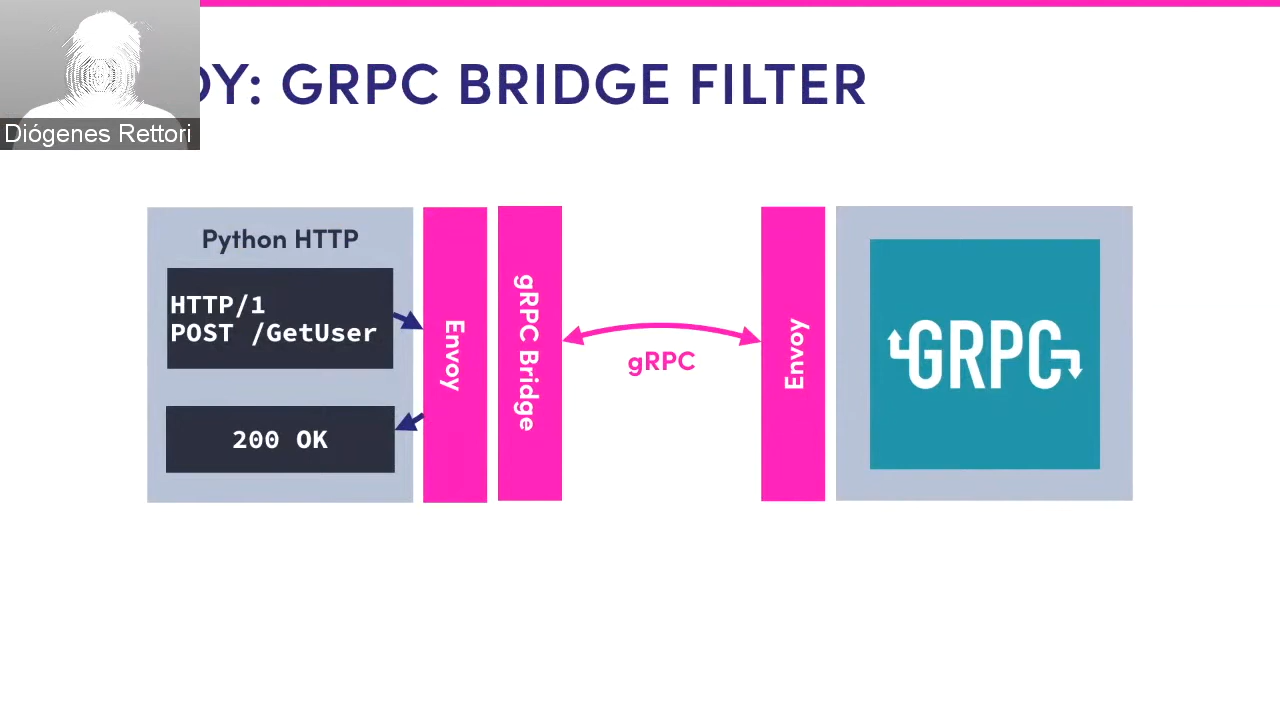 Diógenes Rettori
OY: GRPC BRIDGE FILTER
Python HTTP
HTTP/1
POST /GetUser
200 OK
Envoy
gRPC Bridge
gRPC
Envoy
GRPC